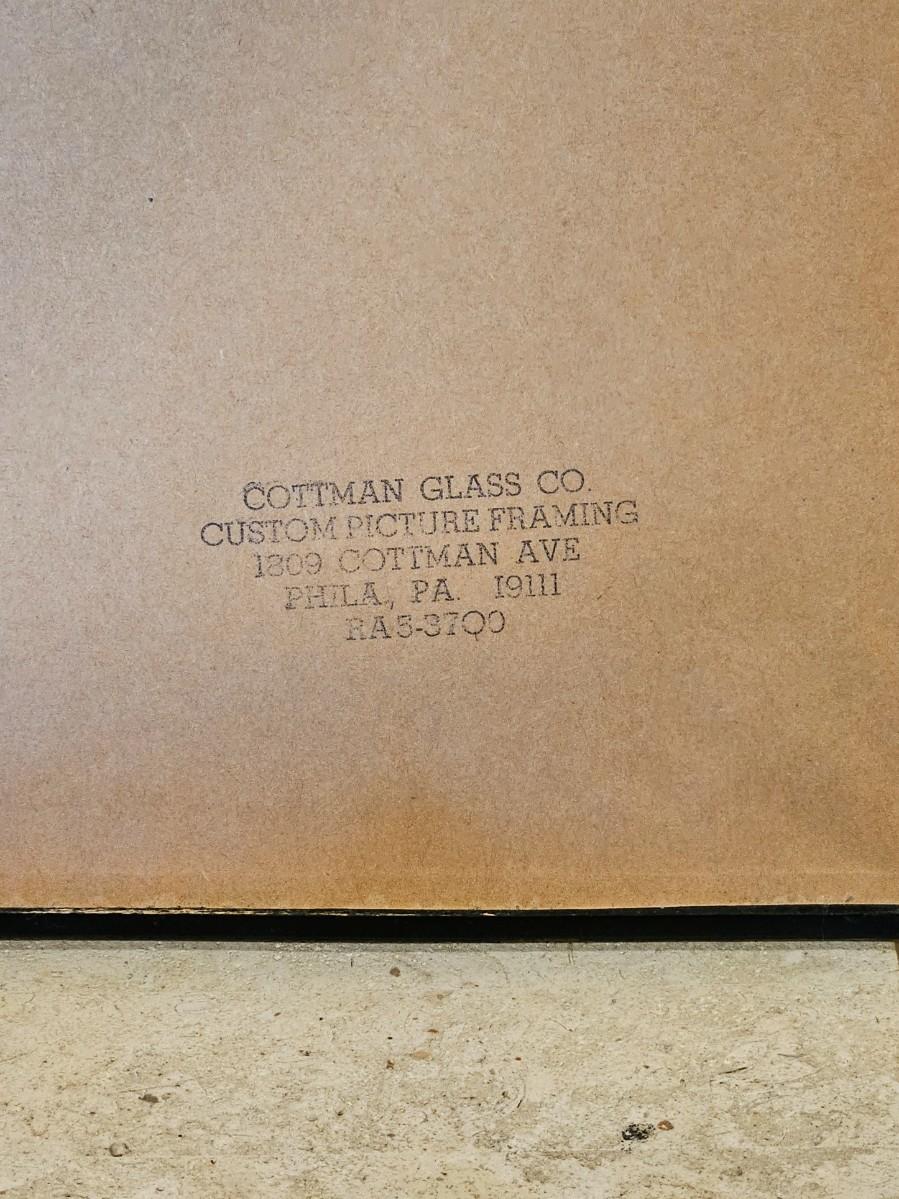 COTTMAN GLASS CO.
CUSTOM PICTURE FRAMING
1809 COTTMAN AVE
PHILA., PA. 19111
RA5-3700